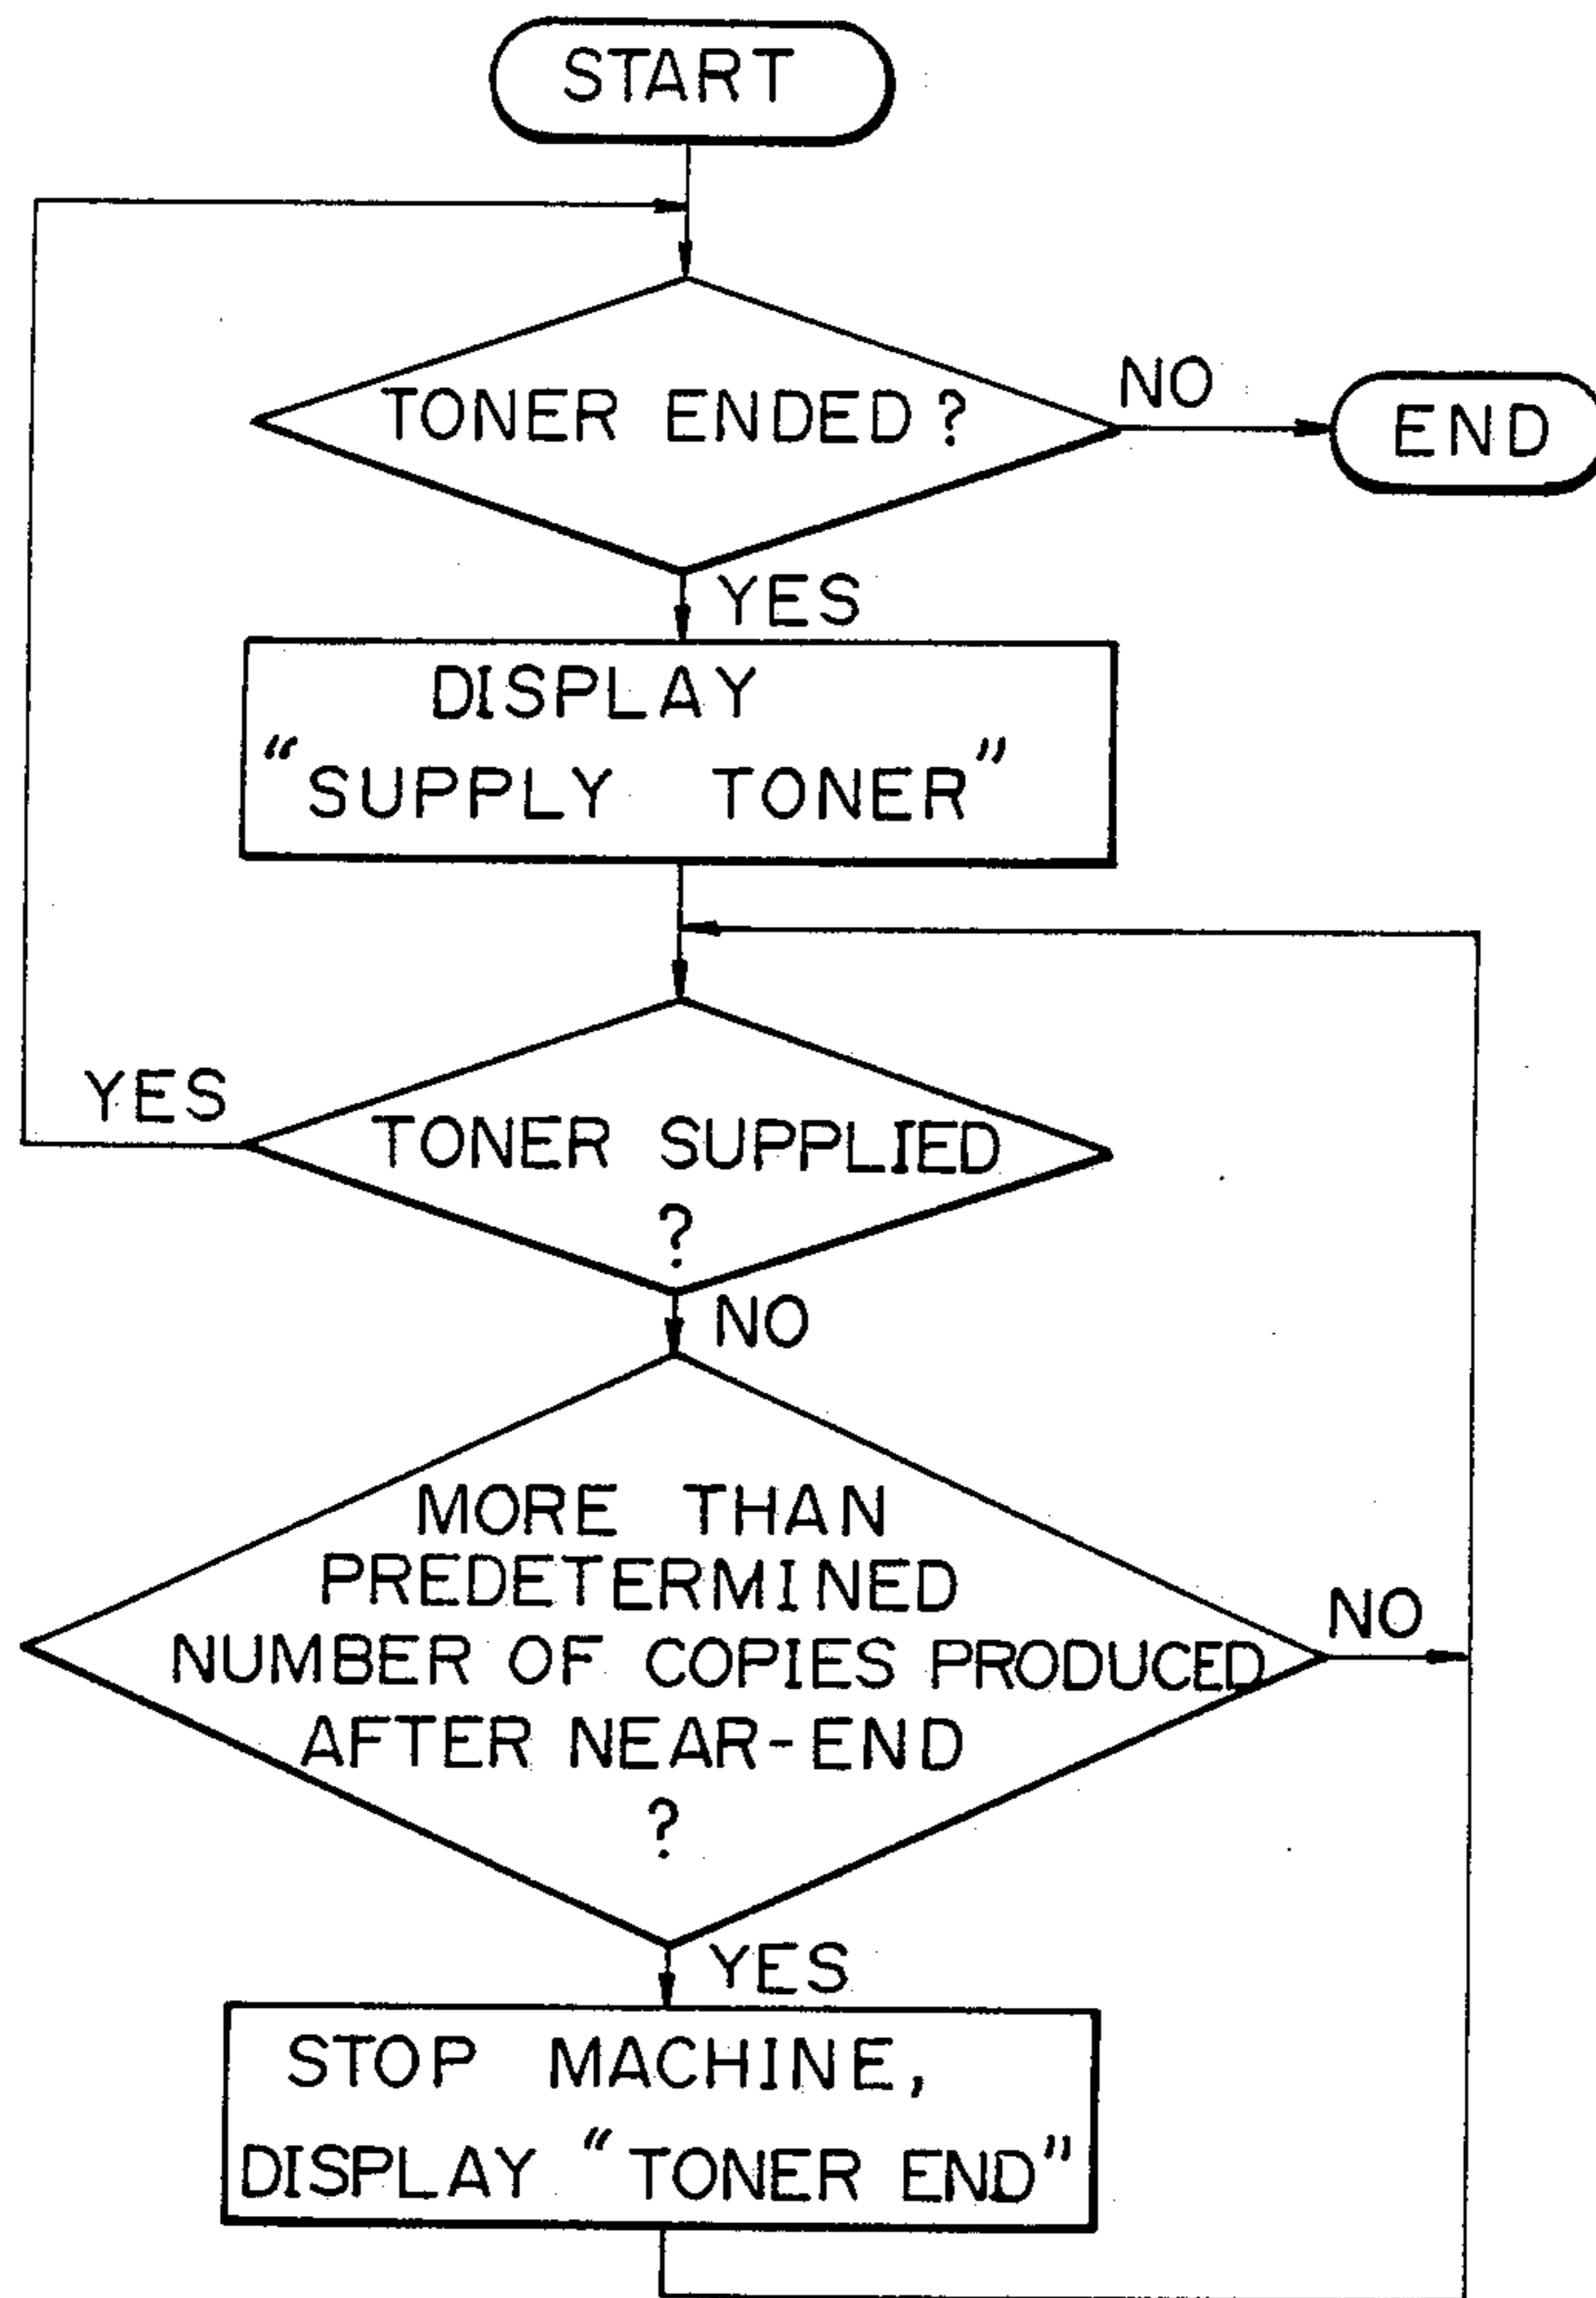 START
TONER ENDED?
NO
END
YES
DISPLAY
"SUPPLY TONER"
YES
TONER SUPPLIED
?
NO
MORE THAN
PREDETERMINED
NUMBER OF COPIES PRODUCED
AFTER NEAR-END
?
NO
YES
STOP MACHINE,
DISPLAY "TONER END"